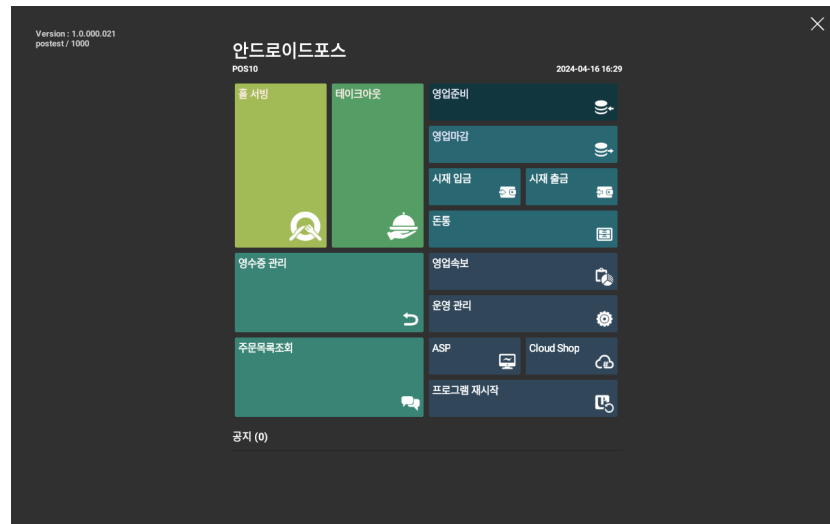 Version : 1.0.000.021
postest / 1000
안드로이드포스
POS10
2024-04-16 16:29
홀 서빙
테이크아웃
영업준비
영업마감
시재 입금
시재 출금
돈통
영수증 관리
영업속보
운영 관리
주문목록조회
ASP
Cloud Shop
프로그램 재시작
공지 (0)